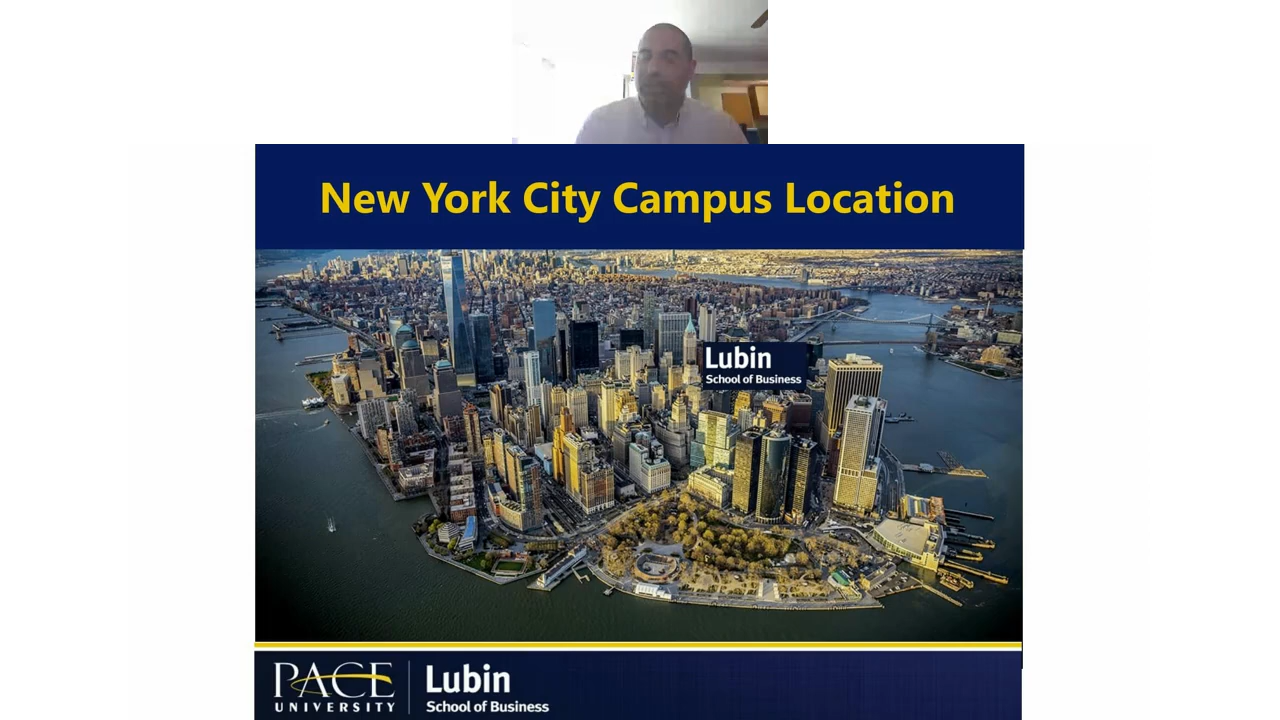 New York City Campus Location
Lubin
School of Business
PACE
UNIVERSITY
Lubin
School of Business